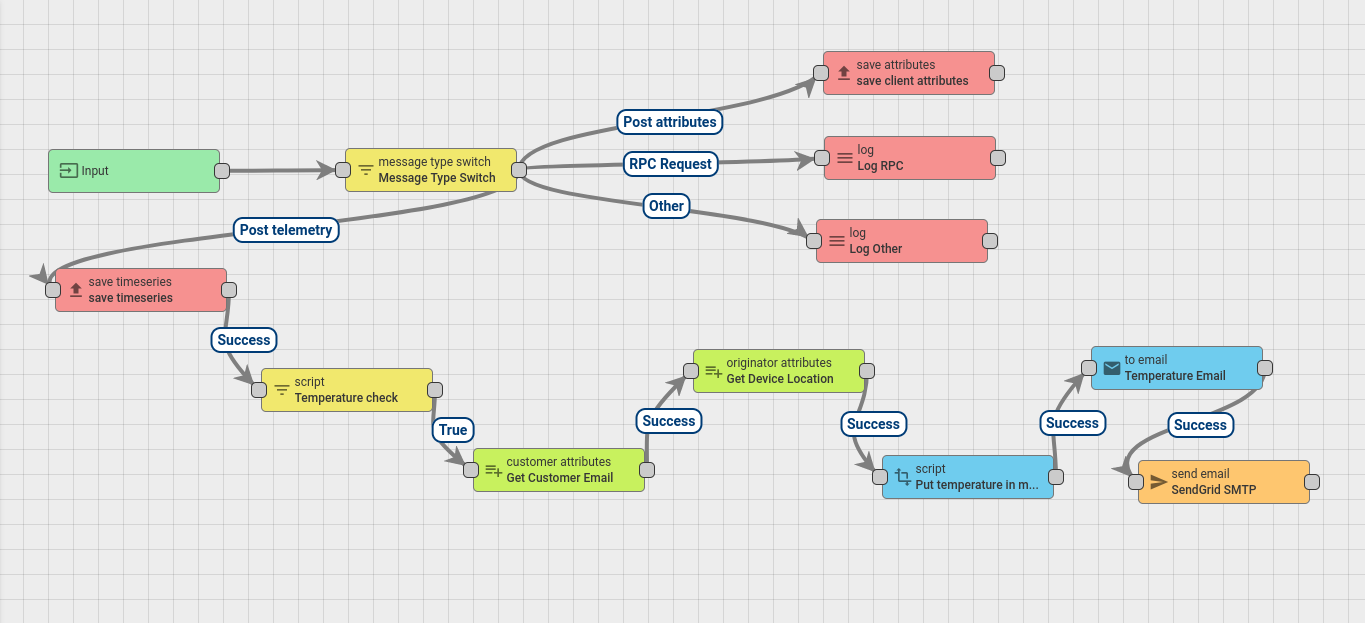 save attributes
save client attributes
Post attributes
log
Log RPC
RPC Request
Input
message type switch
Message Type Switch
Other
log
Log Other
Post telemetry
save timeseries
save timeseries
Success
script
Temperature check
True
customer attributes
Get Customer Email
Success
originator attributes
Get Device Location
Success
script
Put temperature in m...
Success
to email
Temperature Email
Success
send email
SendGrid SMTP